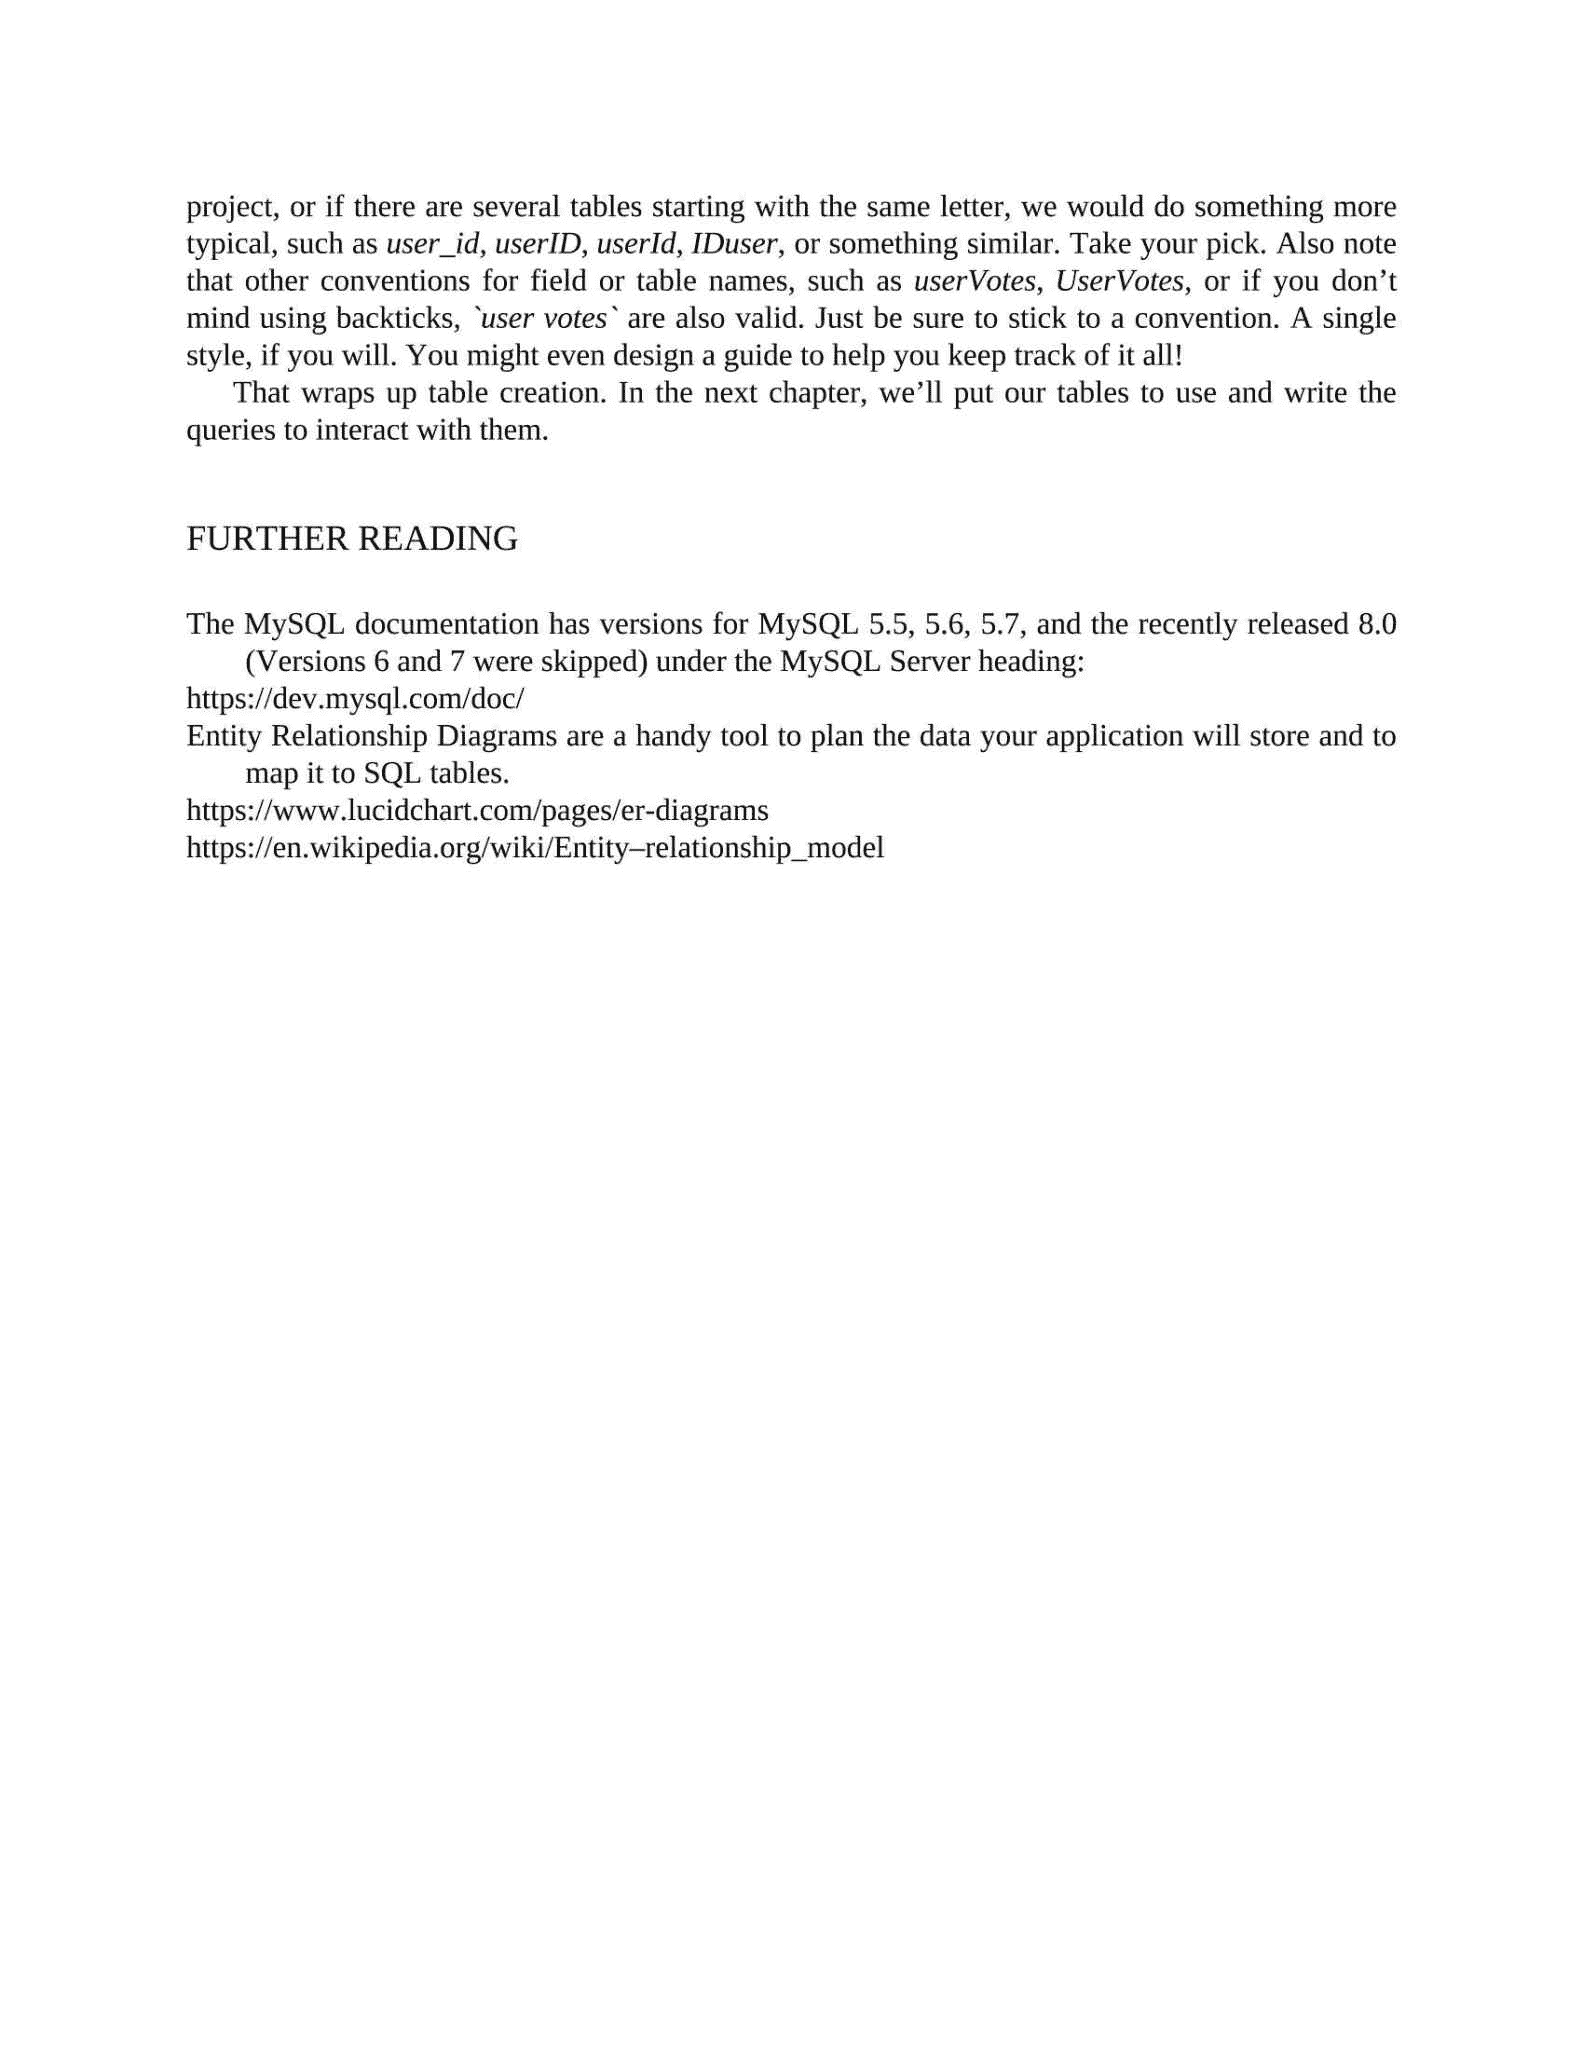 project, or if there are several tables starting with the same letter, we would do something more
typical, such as user_id, userID, userId, IDuser, or something similar. Take your pick. Also note
that other conventions for field or table names, such as userVotes, UserVotes, or if you don’t
mind using backticks, `user votes` are also valid. Just be sure to stick to a convention. A single
style, if you will. You might even design a guide to help you keep track of it all!
That wraps up table creation. In the next chapter, we’ll put our tables to use and write the
queries to interact with them.
FURTHER READING
The MySQL documentation has versions for MySQL 5.5, 5.6, 5.7, and the recently released 8.0
(Versions 6 and 7 were skipped) under the MySQL Server heading:
https://dev.mysql.com/doc/
Entity Relationship Diagrams are a handy tool to plan the data your application will store and to
map it to SQL tables.
https://www.lucidchart.com/pages/er-diagrams
https://en.wikipedia.org/wiki/Entity–relationship_model